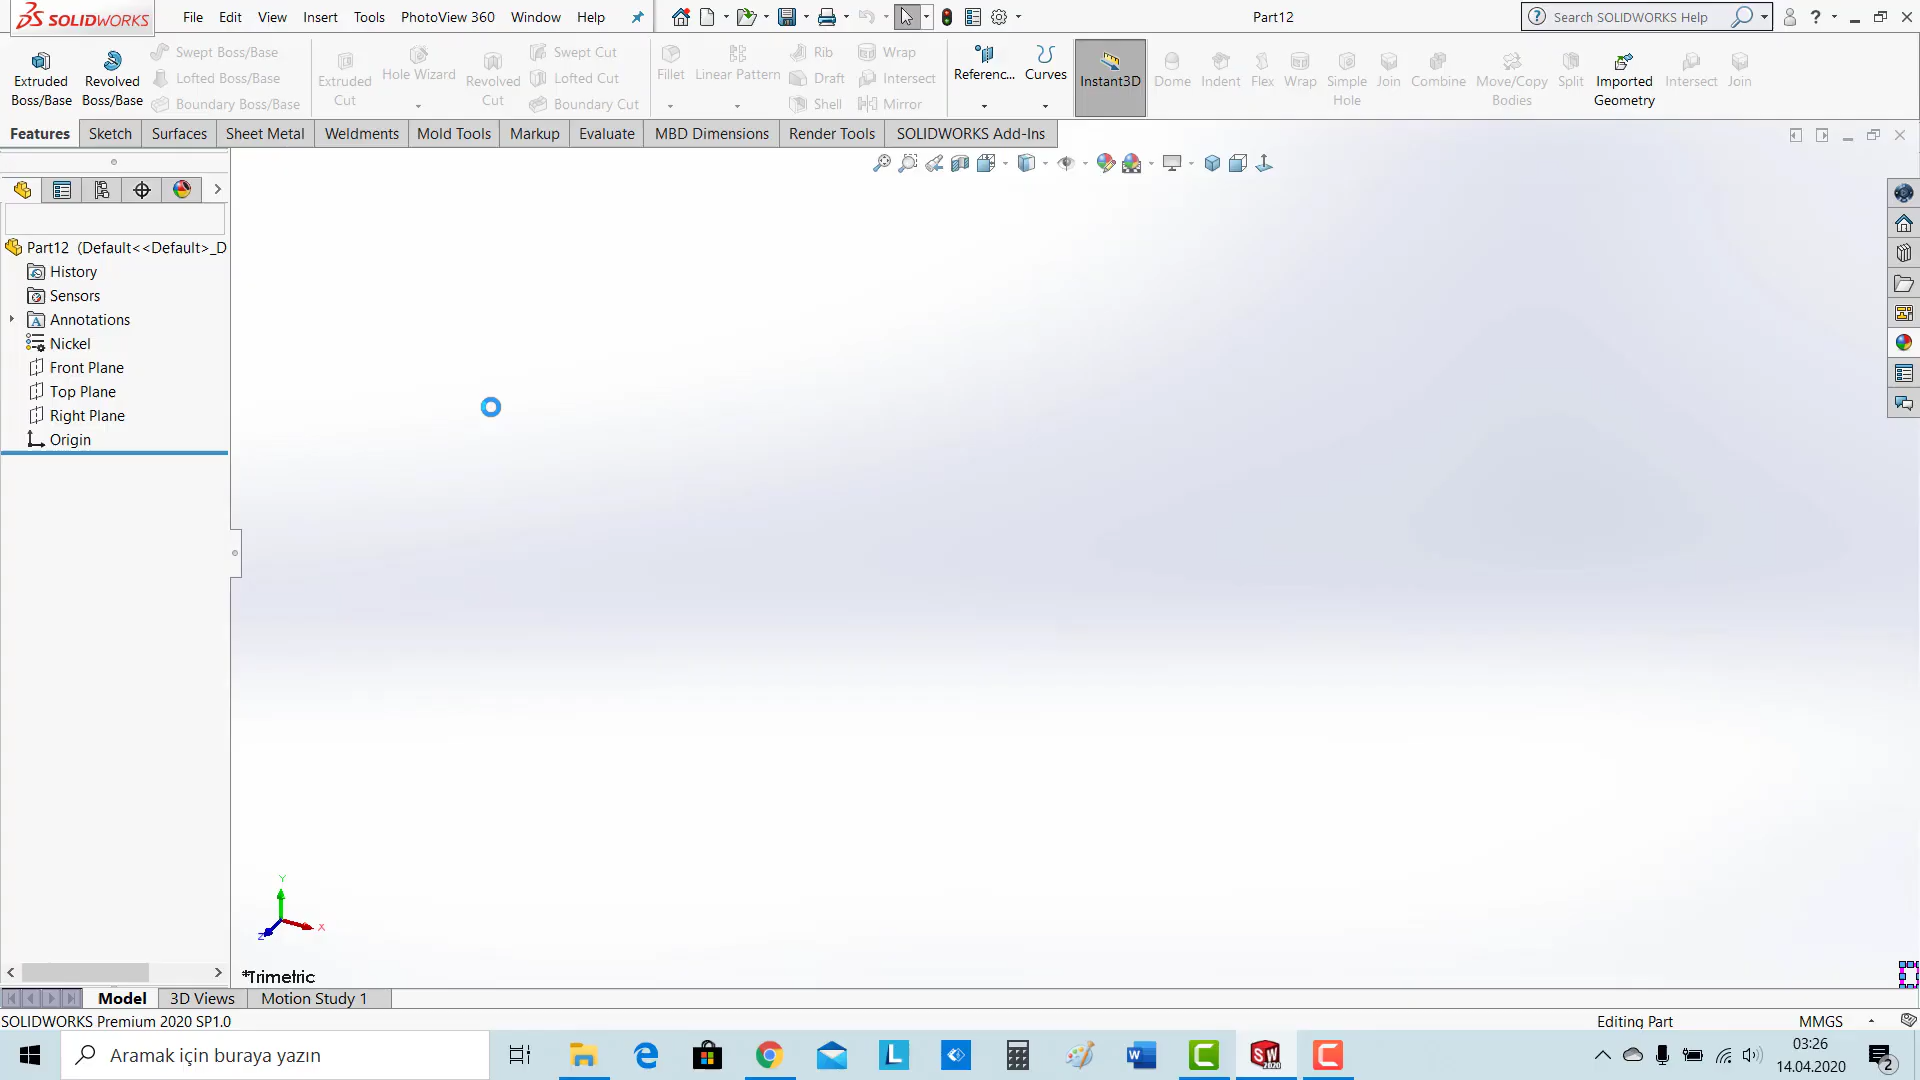 SOLIDWORKS File Edit View Insert Tools PhotoView 360 Window Help Part12 Search SOLIDWORKS Help
Extruded Boss/Base
Revolved Boss/Base
Swept Boss/Base
Lofted Boss/Base
Boundary Boss/Base
Extruded Cut
Hole Wizard
Revolved Cut
Swept Cut
Lofted Cut
Boundary Cut
Fillet
Linear Pattern
Rib
Draft
Shell
Wrap
Intersect
Mirror
Referenc...
Curves
Instant3D
Dome
Indent
Flex
Wrap
Simple Hole
Join
Combine
Move/Copy Bodies
Split
Imported Geometry
Intersect
Join
Features Sketch Surfaces Sheet Metal Weldments Mold Tools Markup Evaluate MBD Dimensions Render Tools SOLIDWORKS Add-Ins
Part12 (Default<<Default>_D
History
Sensors
Annotations
Nickel
Front Plane
Top Plane
Right Plane
Origin
Y
X
Z
*Trimetric
Model 3D Views Motion Study 1
SOLIDWORKS Premium 2020 SP1.0 Editing Part MMGS
Aramak için buraya yazın
03:26
14.04.2020
2